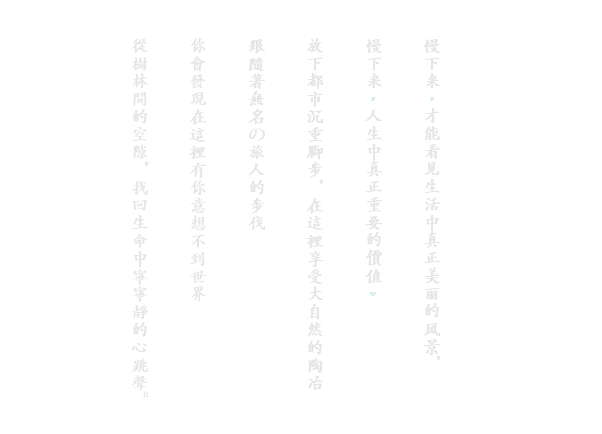 慢下来，才能看見生活中真正美丽的风景，
慢下来，人生中真正重要的價值。
放下都市沉重腳步，在這裡享受大自然的陶冶
跟隨著無名の旅人的步伐
你會發現在這裡有你意想不到世界
從樹林間的空隙，找回生命中寧寧靜的心跳聲。